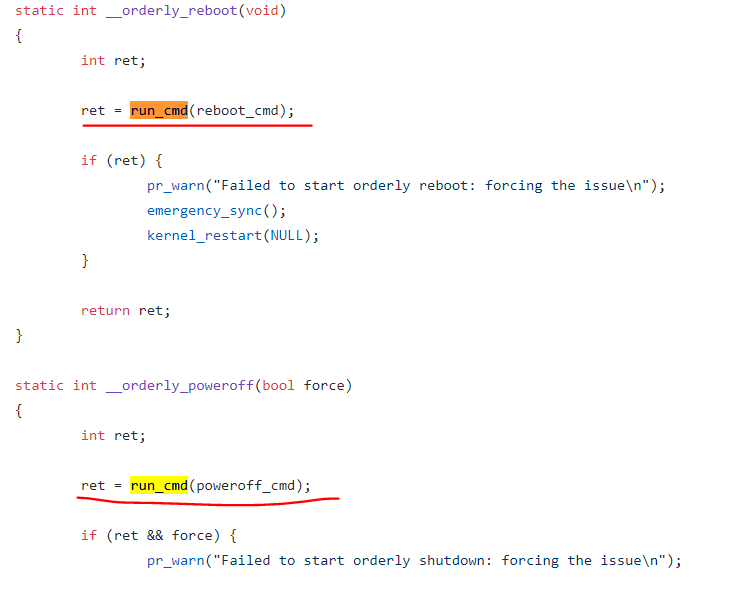 static int __orderly_reboot(void)
{
int ret;
ret = run_cmd(reboot_cmd);
if (ret) {
pr_warn("Failed to start orderly reboot: forcing the issue\n");
emergency_sync();
kernel_restart(NULL);
}
return ret;
}
static int __orderly_poweroff(bool force)
{
int ret;
ret = run_cmd(poweroff_cmd);
if (ret && force) {
pr_warn("Failed to start orderly shutdown: forcing the issue\n");